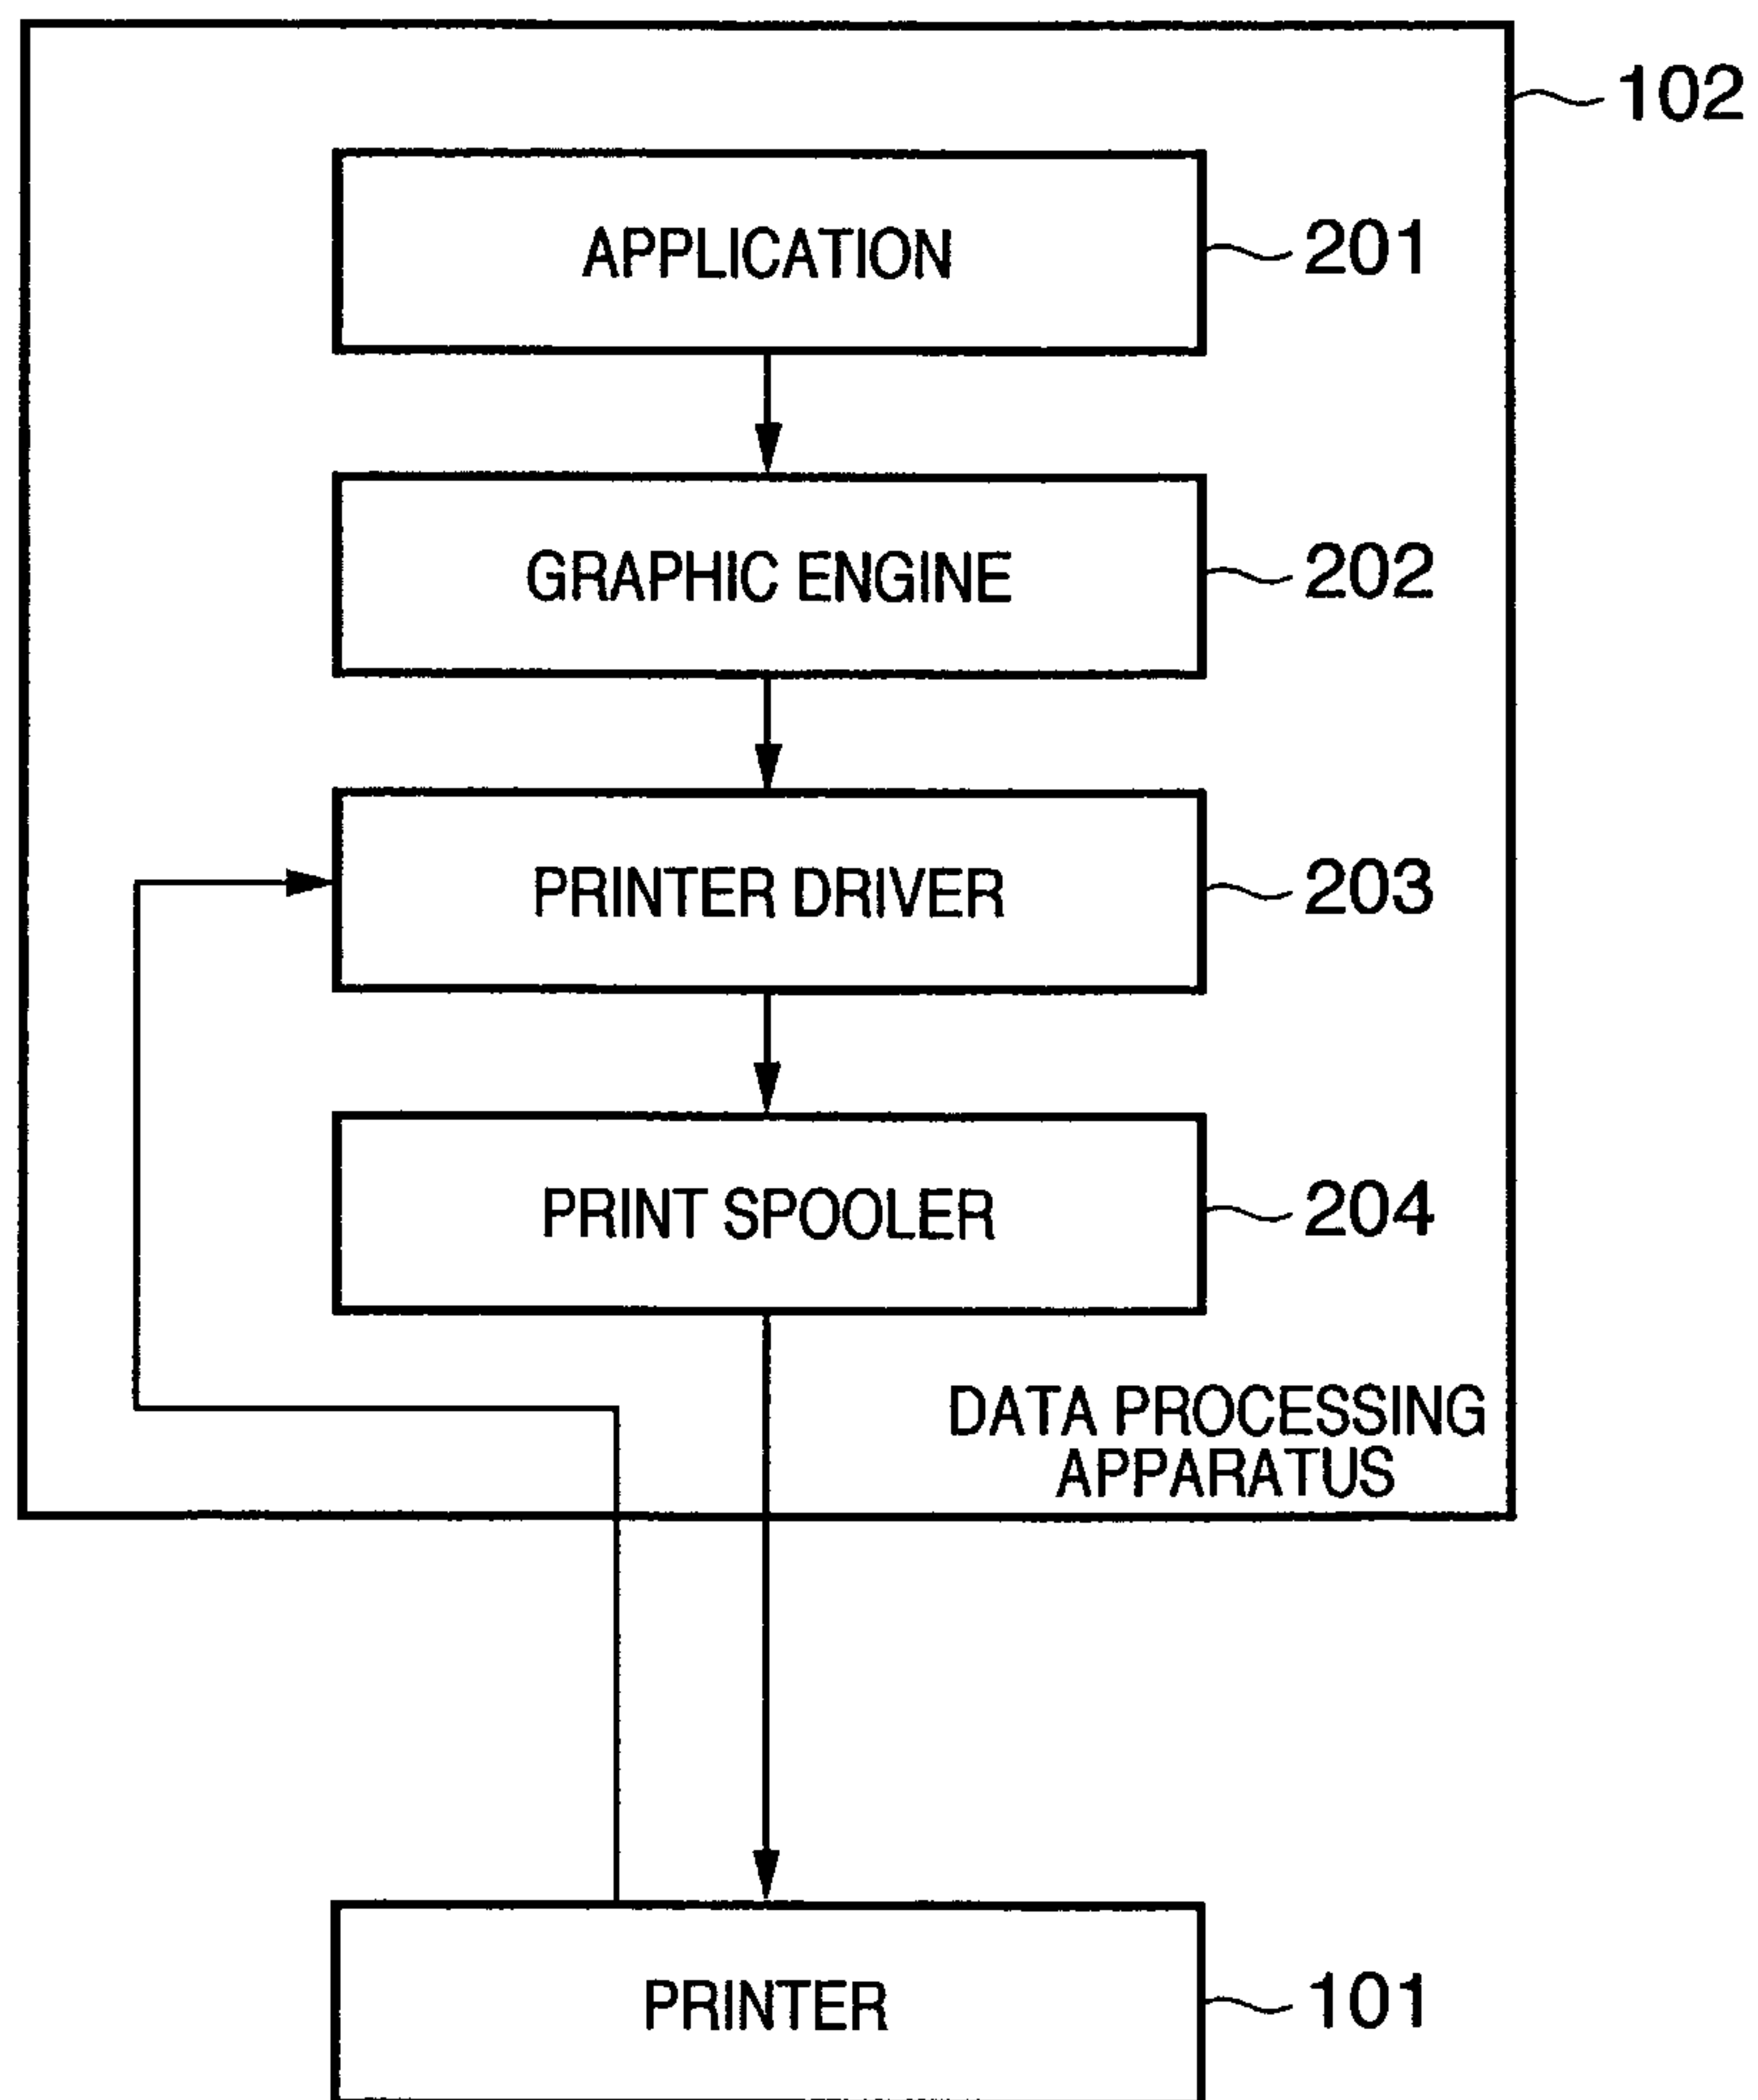 102
APPLICATION 201
GRAPHIC ENGINE 202
PRINTER DRIVER 203
PRINT SPOOLER 204
DATA PROCESSING
APPARATUS
PRINTER 101